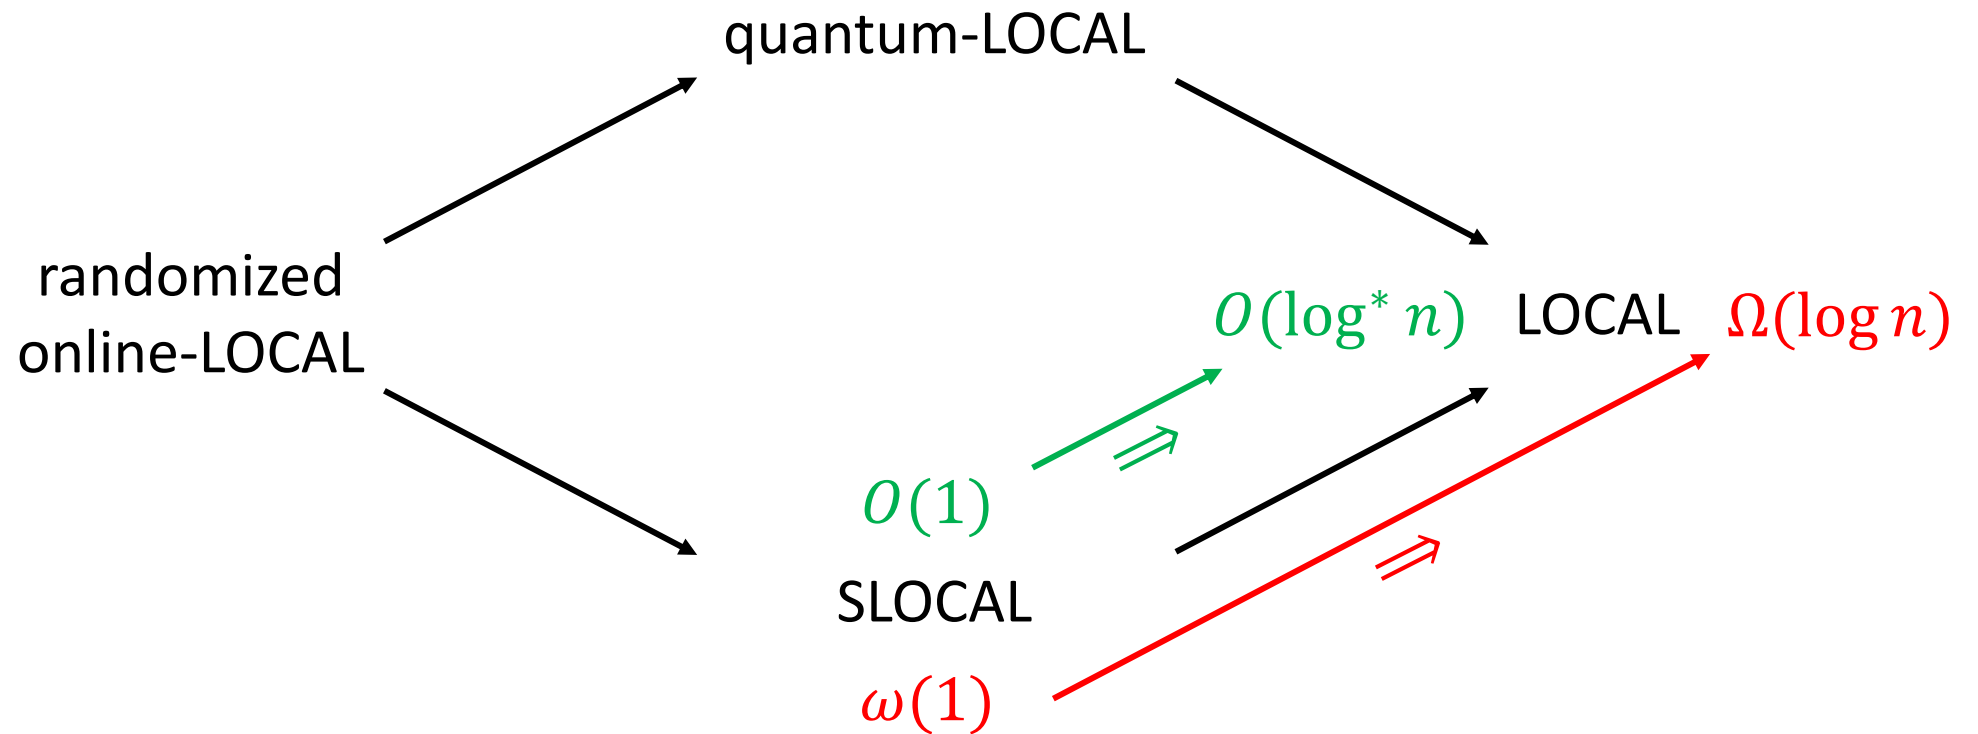 quantum-LOCAL
randomized
online-LOCAL
O(log* n) LOCAL Ω(log n)
⇒
O(1)
⇒
SLOCAL
ω(1)